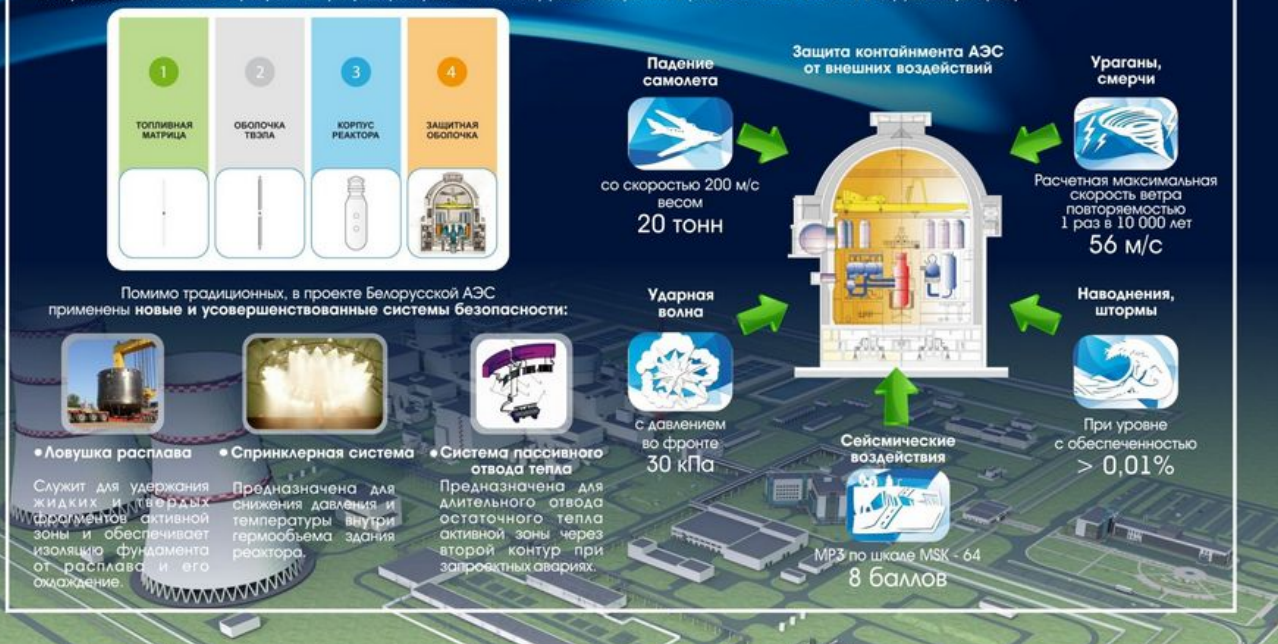 1
2
3
4
ТОПЛИВНАЯ
МАТРИЦА
ОБОЛОЧКА
ТВЭЛА
КОРПУС
РЕАКТОРА
ЗАЩИТНАЯ
ОБОЛОЧКА
Помимо традиционных, в проекте Белорусской АЭС
применены новые и усовершенствованные системы безопасности:
• Ловушка расплава
Служит для удержания
жидких и твердых
фрагментов активной
зоны и обеспечивает
изоляцию фундамента
от расплава и его
охлаждение.
• Спринклерная система
Предназначена для
снижения давления и
температуры внутри
гермообъема здания
реактора.
• Система пассивного
отвода тепла
Предназначена для
длительного отвода
остаточного тепла
активной зоны через
второй контур при
запроектных авариях.
Защита контайнмента АЭС
от внешних воздействий
Падение
самолета
со скоростью 200 м/с
весом
20 тонн
Ураганы,
смерчи
Расчетная максимальная
скорость ветра
повторяемостью
1 раз в 10 000 лет
56 м/с
Ударная
волна
с давлением
во фронте
30 кПа
Наводнения,
штормы
При уровне
с обеспеченностью
> 0,01%
Сейсмические
воздействия
МРЗ по шкале MSK - 64
8 баллов